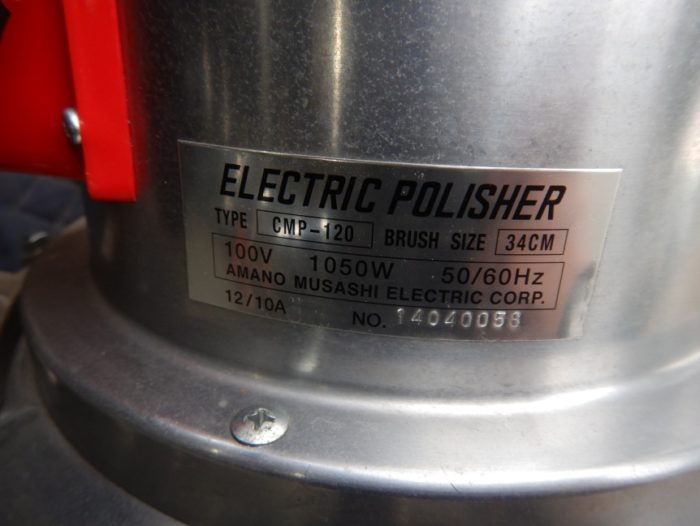 ELECTRIC POLISHER
TYPE CMP-120 BRUSH SIZE 34CM
100V 1050W 50/60Hz
AMANO MUSASHI ELECTRIC CORP.
12/10A NO. 14040058